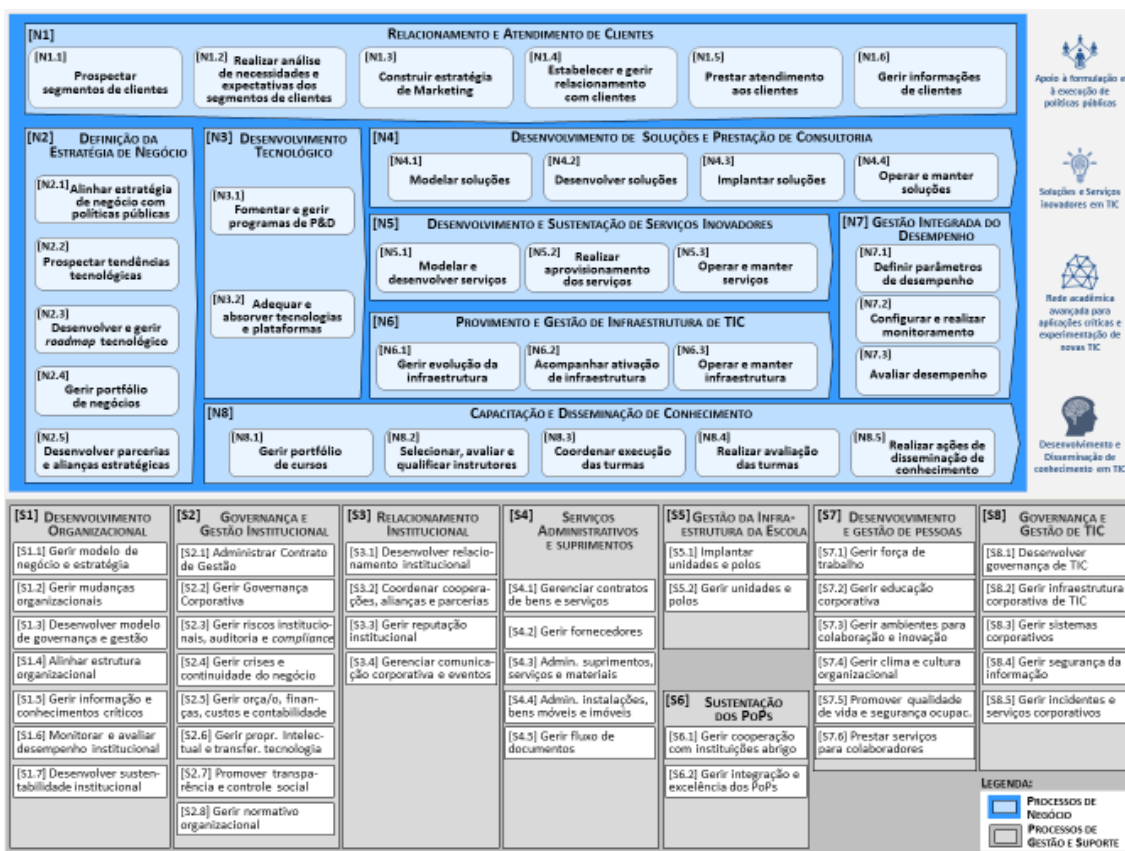 [N1] RELACIONAMENTO E ATENDIMENTO DE CLIENTES
[N1.1]
Prospectar
segmentos de clientes
[N1.2] Realizar análise
de necessidades e
expectativas dos
segmentos de clientes
[N1.3]
Construir estratégia
de Marketing
[N1.4]
Estabelecer e gerir
relacionamento
com clientes
[N1.5]
Prestar atendimento
aos clientes
[N1.6]
Gerir informações
de clientes
Apoio à formulação e
à execução de
políticas públicas
[N2] DEFINIÇÃO DA
ESTRATÉGIA DE NEGÓCIO
[N2.1] Alinhar estratégia
de negócio com
políticas públicas
[N2.2]
Prospectar tendências
tecnológicas
[N2.3]
Desenvolver e gerir
roadmap tecnológico
[N2.4]
Gerir portfólio
de negócios
[N2.5]
Desenvolver parcerias
e alianças estratégicas
[N3] DESENVOLVIMENTO
TECNOLÓGICO
[N3.1]
Fomentar e gerir
programas de P&D
[N3.2]
Adequar e
absorver tecnologias
e plataformas
[N4] DESENVOLVIMENTO DE SOLUÇÕES E PRESTAÇÃO DE CONSULTORIA
[N4.1]
Modelar soluções
[N4.2]
Desenvolver soluções
[N4.3]
Implantar soluções
[N4.4]
Operar e manter
soluções
Soluções e Serviços
inovadores em TIC
[N5] DESENVOLVIMENTO E SUSTENTAÇÃO DE SERVIÇOS INOVADORES
[N5.1]
Modelar e
desenvolver serviços
[N5.2] Realizar
aprovisionamento
dos serviços
[N5.3]
Operar e manter
serviços
[N6] PROVIMENTO E GESTÃO DE INFRAESTRUTURA DE TIC
[N6.1]
Gerir evolução da
infraestrutura
[N6.2]
Acompanhar ativação
de infraestrutura
[N6.3]
Operar e manter
infraestrutura
[N7] GESTÃO INTEGRADA DO
DESEMPENHO
[N7.1]
Definir parâmetros
de desempenho
[N7.2]
Configurar e realizar
monitoramento
[N7.3]
Avaliar desempenho
Rede acadêmica
avançada para
aplicações críticas e
experimentação de
novas TIC
[N8] CAPACITAÇÃO E DISSEMINAÇÃO DE CONHECIMENTO
[N8.1]
Gerir portfólio
de cursos
[N8.2]
Selecionar, avaliar e
qualificar instrutores
[N8.3]
Coordenar execução
das turmas
[N8.4]
Realizar avaliação
das turmas
[N8.5]
Realizar ações de
disseminação de
conhecimento
Desenvolvimento e
Disseminação de
conhecimento em TIC
[S1] DESENVOLVIMENTO
ORGANIZACIONAL
[S1.1] Gerir modelo de
negócio e estratégia
[S1.2] Gerir mudanças
organizacionais
[S1.3] Desenvolver modelo
de governança e gestão
[S1.4] Alinhar estrutura
organizacional
[S1.5] Gerir informação e
conhecimentos críticos
[S1.6] Monitorar e avaliar
desempenho institucional
[S1.7] Desenvolver susten-
tabilidade institucional
[S2] GOVERNANÇA E
GESTÃO INSTITUCIONAL
[S2.1] Administrar Contrato
de Gestão
[S2.2] Gerir Governança
Corporativa
[S2.3] Gerir riscos institucio-
nais, auditoria e compliance
[S2.4] Gerir crises e
continuidade do negócio
[S2.5] Gerir orça/o, finan-
ças, custos e contabilidade
[S2.6] Gerir propr. Intelec-
tual e transfer. tecnologia
[S2.7] Promover transpa-
rência e controle social
[S2.8] Gerir normativo
organizacional
[S3] RELACIONAMENTO
INSTITUCIONAL
[S3.1] Desenvolver relacio-
namento institucional
[S3.2] Coordenar coopera-
ções, alianças e parcerias
[S3.3] Gerir reputação
institucional
[S3.4] Gerenciar comunica-
ção corporativa e eventos
[S4] SERVIÇOS
ADMINISTRATIVOS
E SUPRIMENTOS
[S4.1] Gerenciar contratos
de bens e serviços
[S4.2] Gerir fornecedores
[S4.3] Admin. suprimentos,
serviços e materiais
[S4.4] Admin. instalações,
bens móveis e imóveis
[S4.5] Gerir fluxo de
documentos
[S5] GESTÃO DA INFRA-
ESTRUTURA DA ESCOLA
[S5.1] Implantar
unidades e polos
[S5.2] Gerir unidades e
polos
[S6] SUSTENTAÇÃO
DOS POPS
[S6.1] Gerir cooperação
com instituições abrigo
[S6.2] Gerir integração e
excelência dos PoPs
[S7] DESENVOLVIMENTO
E GESTÃO DE PESSOAS
[S7.1] Gerir força de
trabalho
[S7.2] Gerir educação
corporativa
[S7.3] Gerir ambientes para
colaboração e inovação
[S7.4] Gerir clima e cultura
organizacional
[S7.5] Promover qualidade
de vida e segurança ocupac.
[S7.6] Prestar serviços
para colaboradores
[S8] GOVERNANÇA E
GESTÃO DE TIC
[S8.1] Desenvolver
governança de TIC
[S8.2] Gerir infraestrutura
corporativa de TIC
[S8.3] Gerir sistemas
corporativos
[S8.4] Gerir segurança da
informação
[S8.5] Gerir incidentes e
serviços corporativos
LEGENDA:
PROCESSOS DE
NEGÓCIO
PROCESSOS DE
GESTÃO E SUPORTE